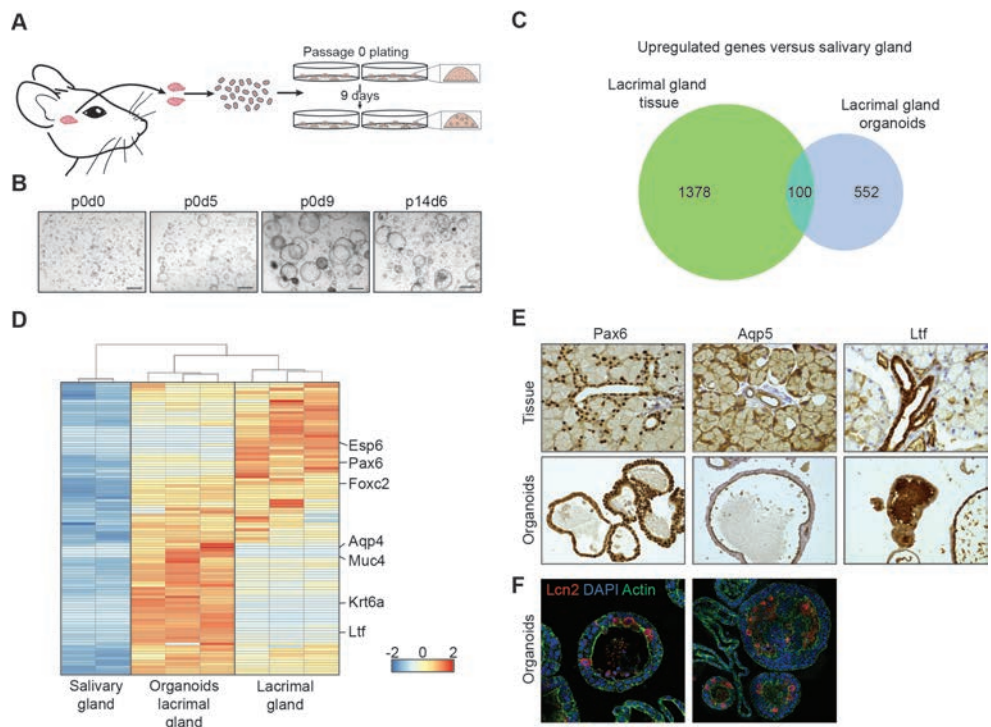 A
Passage 0 plating
9 days
B
p0d0
p0d5
p0d9
p14d6
C
Upregulated genes versus salivary gland
Lacrimal gland
tissue
Lacrimal gland
organoids
1378
100
552
D
Esp6
Pax6
Foxc2
Aqp4
Muc4
Krt6a
Ltf
-2
0
2
Salivary
gland
Organoids
lacrimal
gland
Lacrimal
gland
E
Pax6
Aqp5
Ltf
Tissue
Organoids
F
Lcn2 DAPI Actin
Organoids